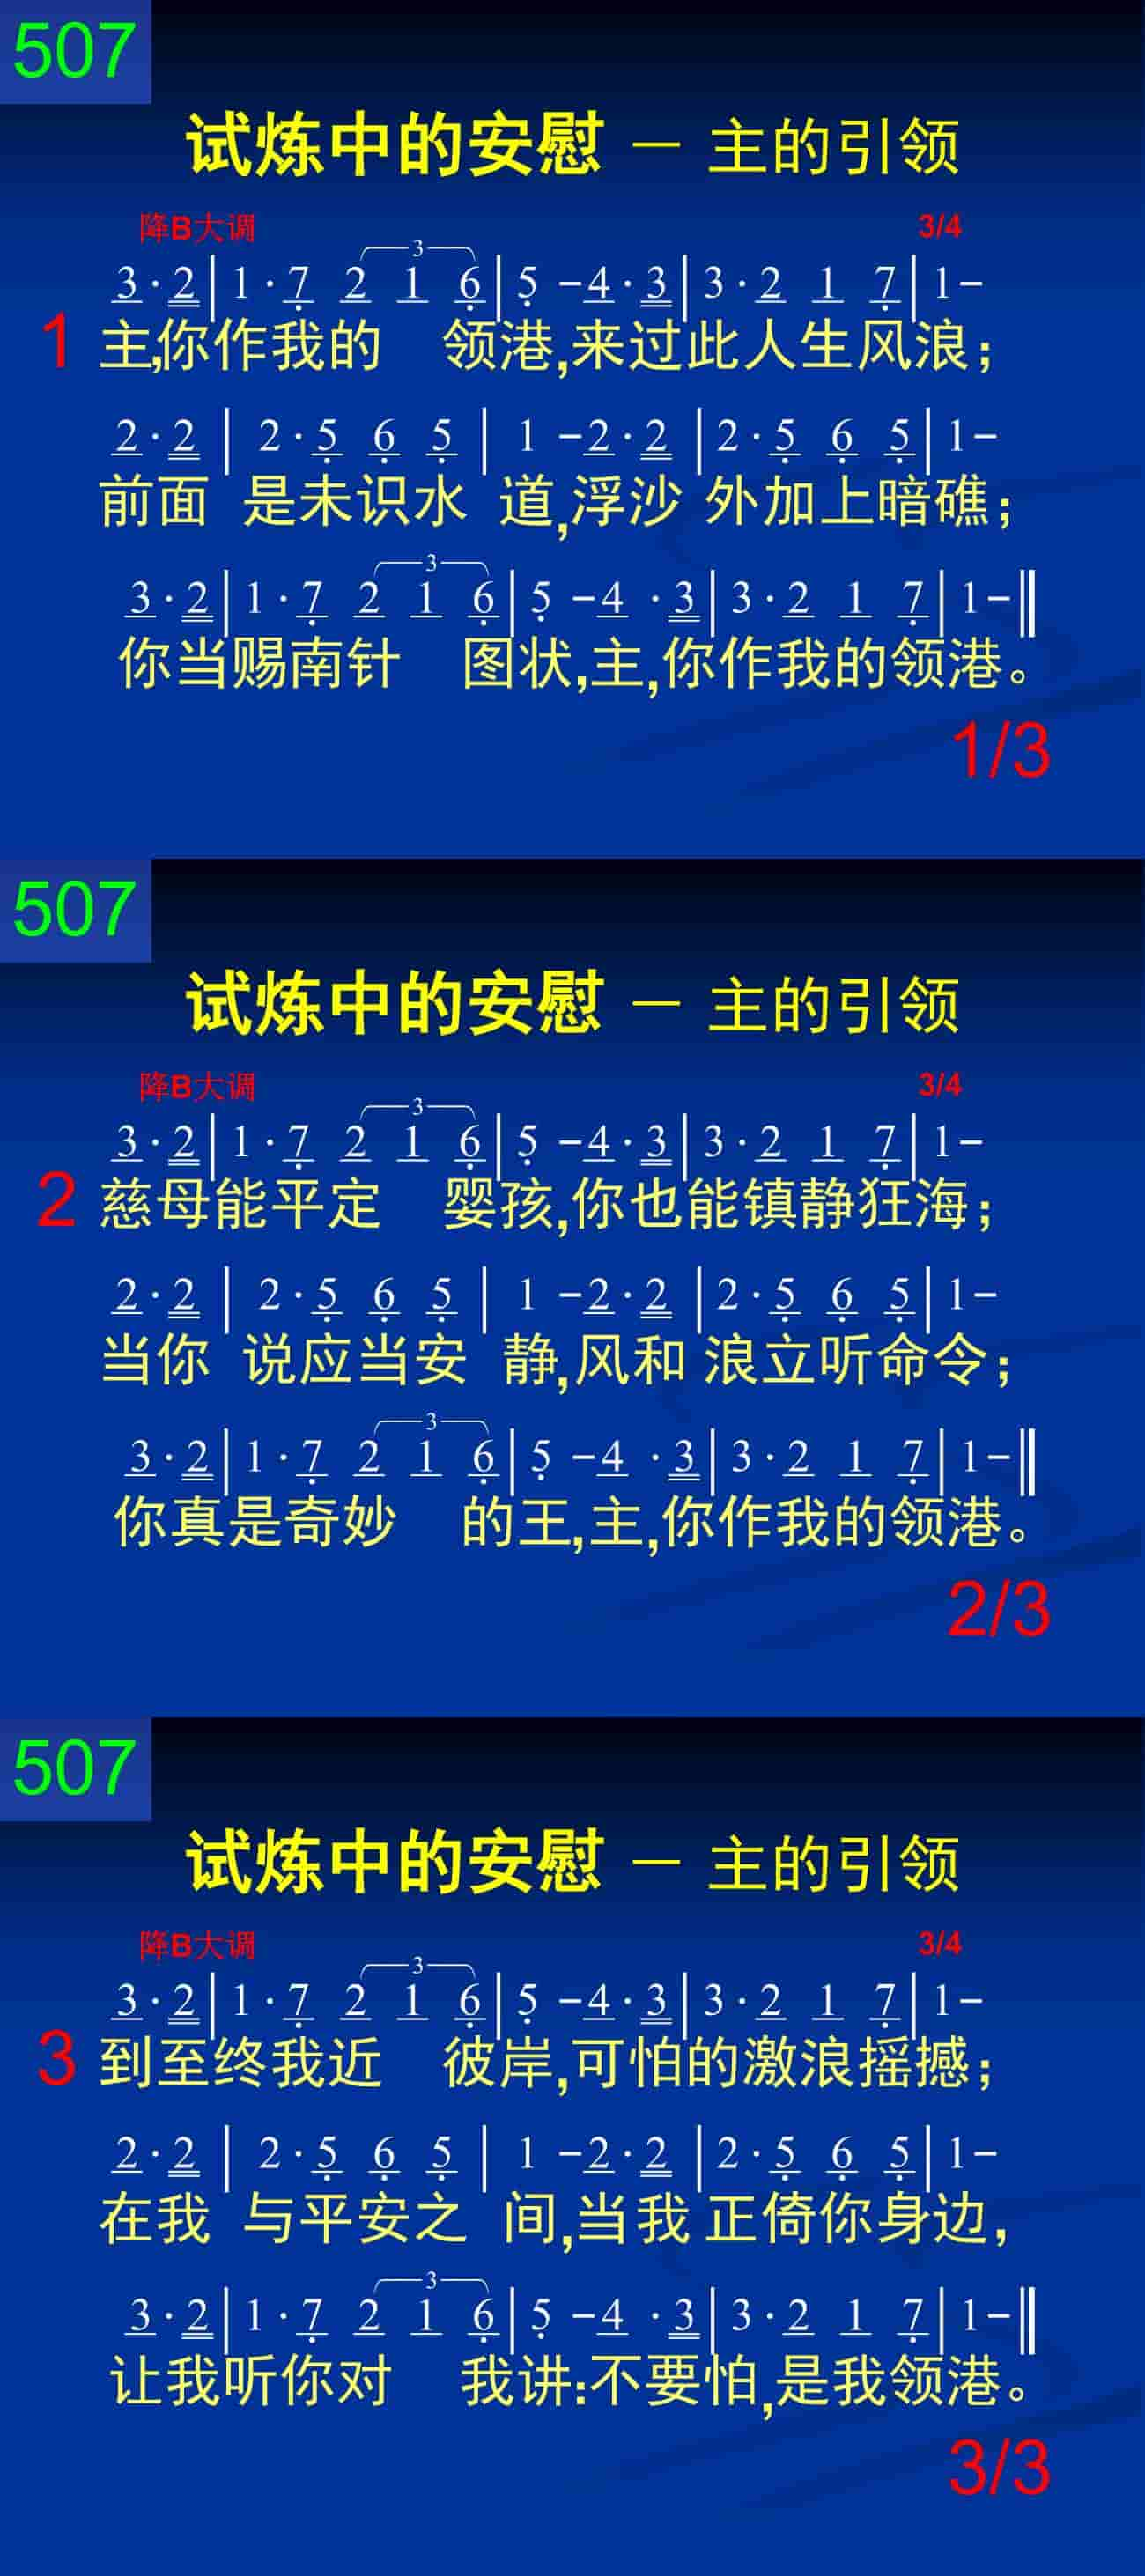 507
试炼中的安慰 — 主的引领
降B大调 3/4
3
3·2|1·7 2 1 6|5 -4·3|3·2 1 7|1-
1 主,你作我的 领港,来过此人生风浪;
2·2|2·5 6 5|1 -2·2|2·5 6 5|1-
前面 是未识水 道,浮沙 外加上暗礁;
3
3·2|1·7 2 1 6|5 -4 ·3|3·2 1 7|1-‖
你当赐南针 图状,主,你作我的领港。
1/3
507
试炼中的安慰 — 主的引领
降B大调 3/4
3
3·2|1·7 2 1 6|5 -4·3|3·2 1 7|1-
2 慈母能平定 婴孩,你也能镇静狂海;
2·2|2·5 6 5|1 -2·2|2·5 6 5|1-
当你 说应当安 静,风和 浪立听命令;
3
3·2|1·7 2 1 6|5 -4 ·3|3·2 1 7|1-‖
你真是奇妙 的王,主,你作我的领港。
2/3
507
试炼中的安慰 — 主的引领
降B大调 3/4
3
3·2|1·7 2 1 6|5 -4·3|3·2 1 7|1-
3 到至终我近 彼岸,可怕的激浪摇撼;
2·2|2·5 6 5|1 -2·2|2·5 6 5|1-
在我 与平安之 间,当我 正倚你身边,
3
3·2|1·7 2 1 6|5 -4 ·3|3·2 1 7|1-‖
让我听你对 我讲:不要怕,是我领港。
3/3